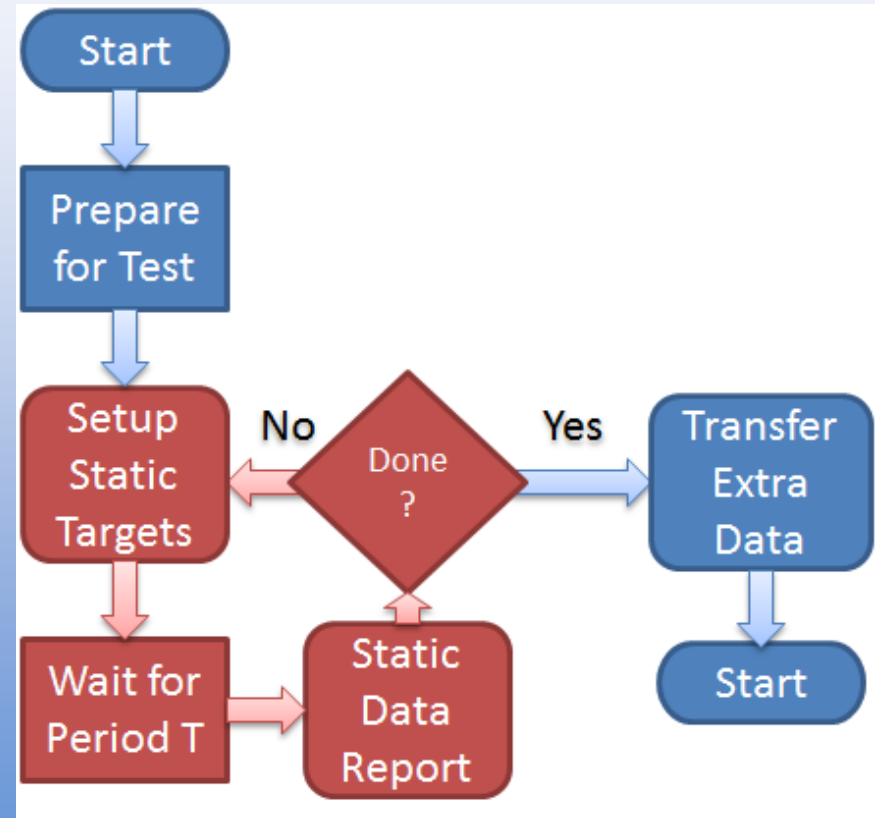 Start
Prepare
for Test
Setup
Static
Targets
No
Done
?
Yes
Transfer
Extra
Data
Wait for
Period T
Static
Data
Report
Start